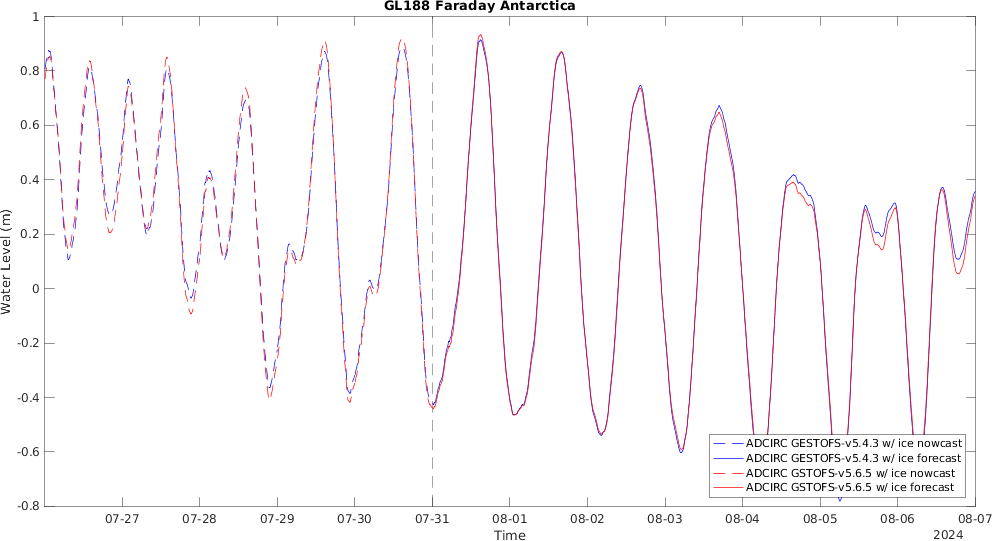 GL188 Faraday Antarctica
Water Level (m)
1
0.8
0.6
0.4
0.2
0
-0.2
-0.4
-0.6
-0.8
ADCIRC GESTOFS-v5.4.3 w/ ice nowcast
ADCIRC GESTOFS-v5.4.3 w/ ice forecast
ADCIRC GSTOFS-v5.6.5 w/ ice nowcast
ADCIRC GSTOFS-v5.6.5 w/ ice forecast
07-27 07-28 07-29 07-30 07-31 08-01 08-02 08-03 08-04 08-05 08-06 08-07
Time
2024